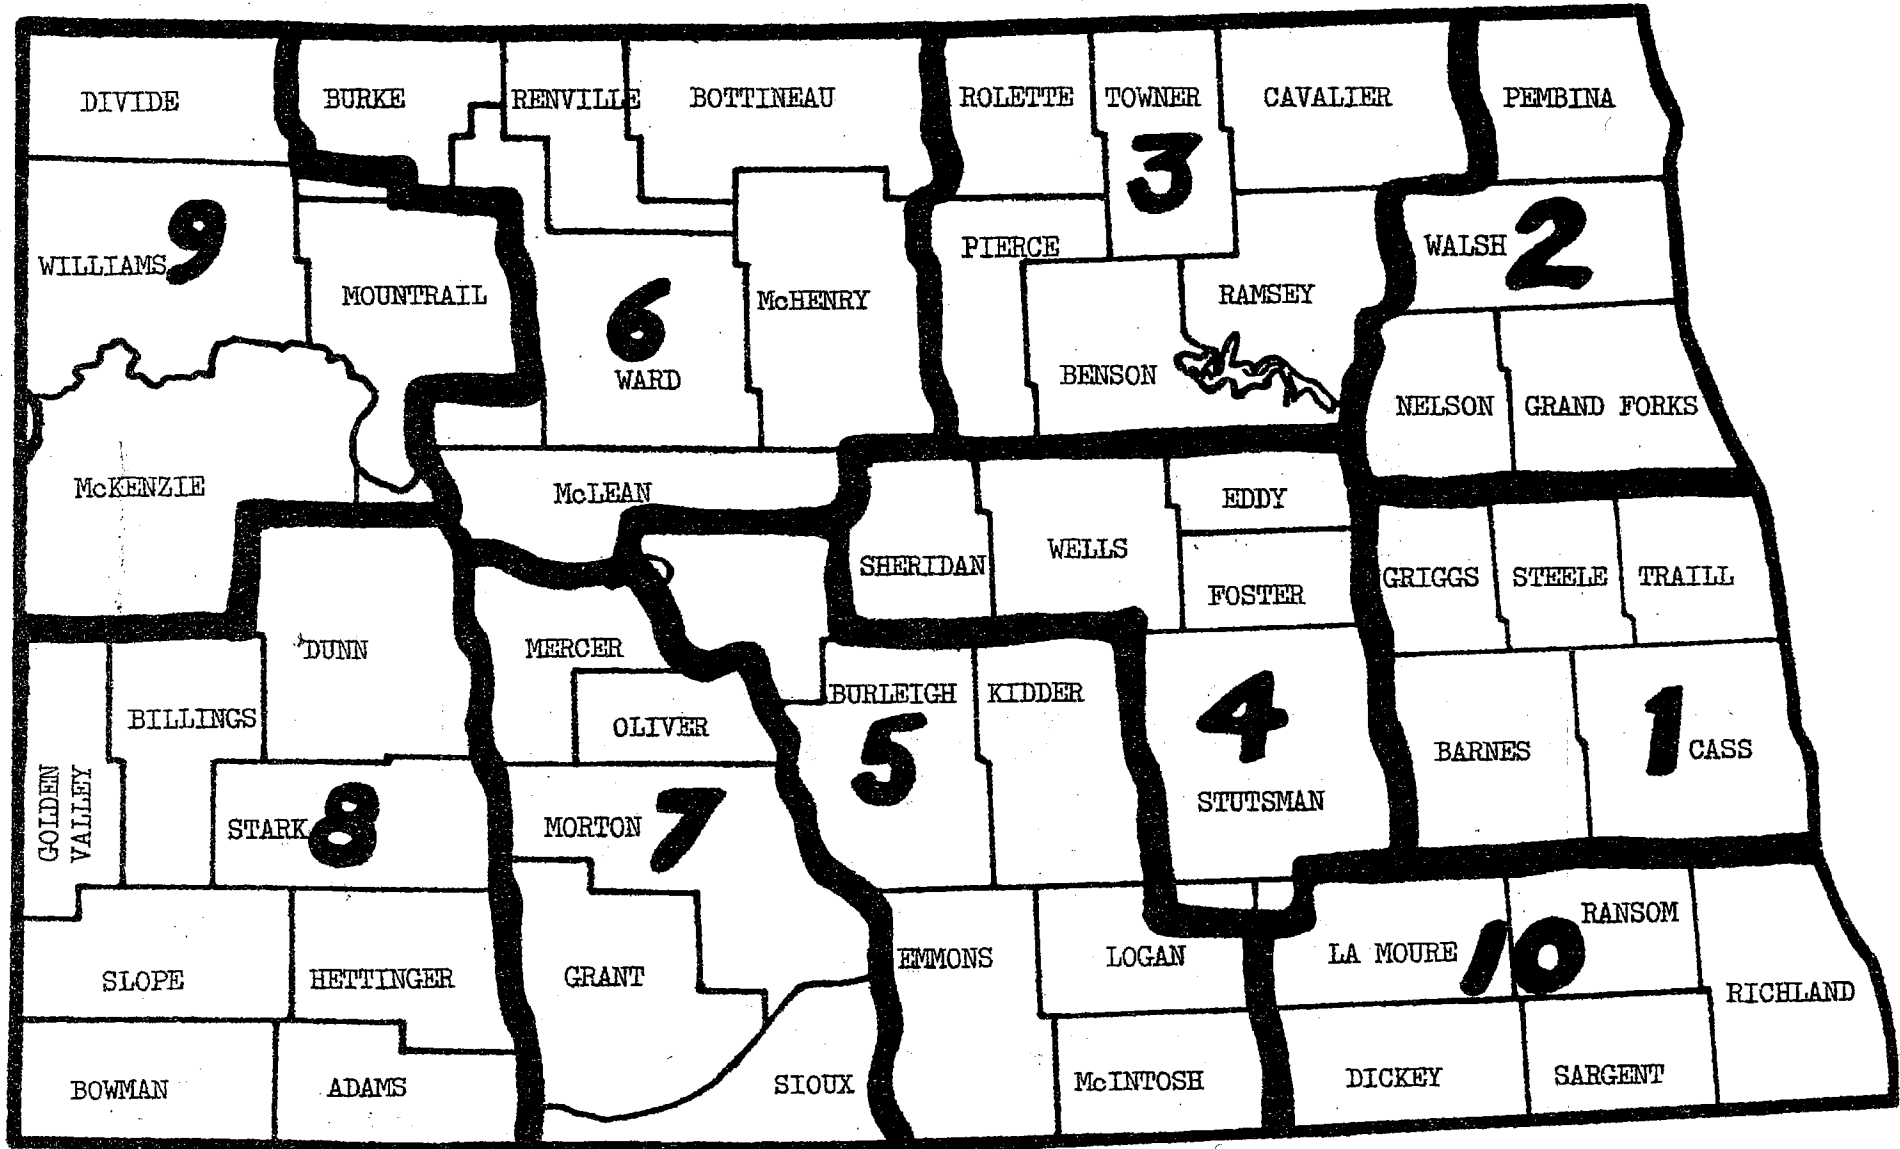 DIVIDE
BURKE
RENVILLE
BOTTINEAU
ROLETTE
TOWNER
CAVALIER
PEMBINA
3
9
WILLIAMS
MOUNTRAIL
6
WARD
McHENRY
PIERCE
BENSON
RAMSEY
WALSH
2
NELSON
GRAND FORKS
McKENZIE
McLEAN
SHERIDAN
WELLS
EDDY
FOSTER
GRIGGS
STEELE
TRAILL
DUNN
MERCER
OLIVER
BURLEIGH
KIDDER
5
4
STUTSMAN
BARNES
1
CASS
GOLDEN
VALLEY
BILLINGS
STARK
8
MORTON
7
SLOPE
HETTINGER
GRANT
EMMONS
LOGAN
LA MOURE
10
RANSOM
RICHLAND
BOWMAN
ADAMS
SIOUX
McINTOSH
DICKEY
SARGENT